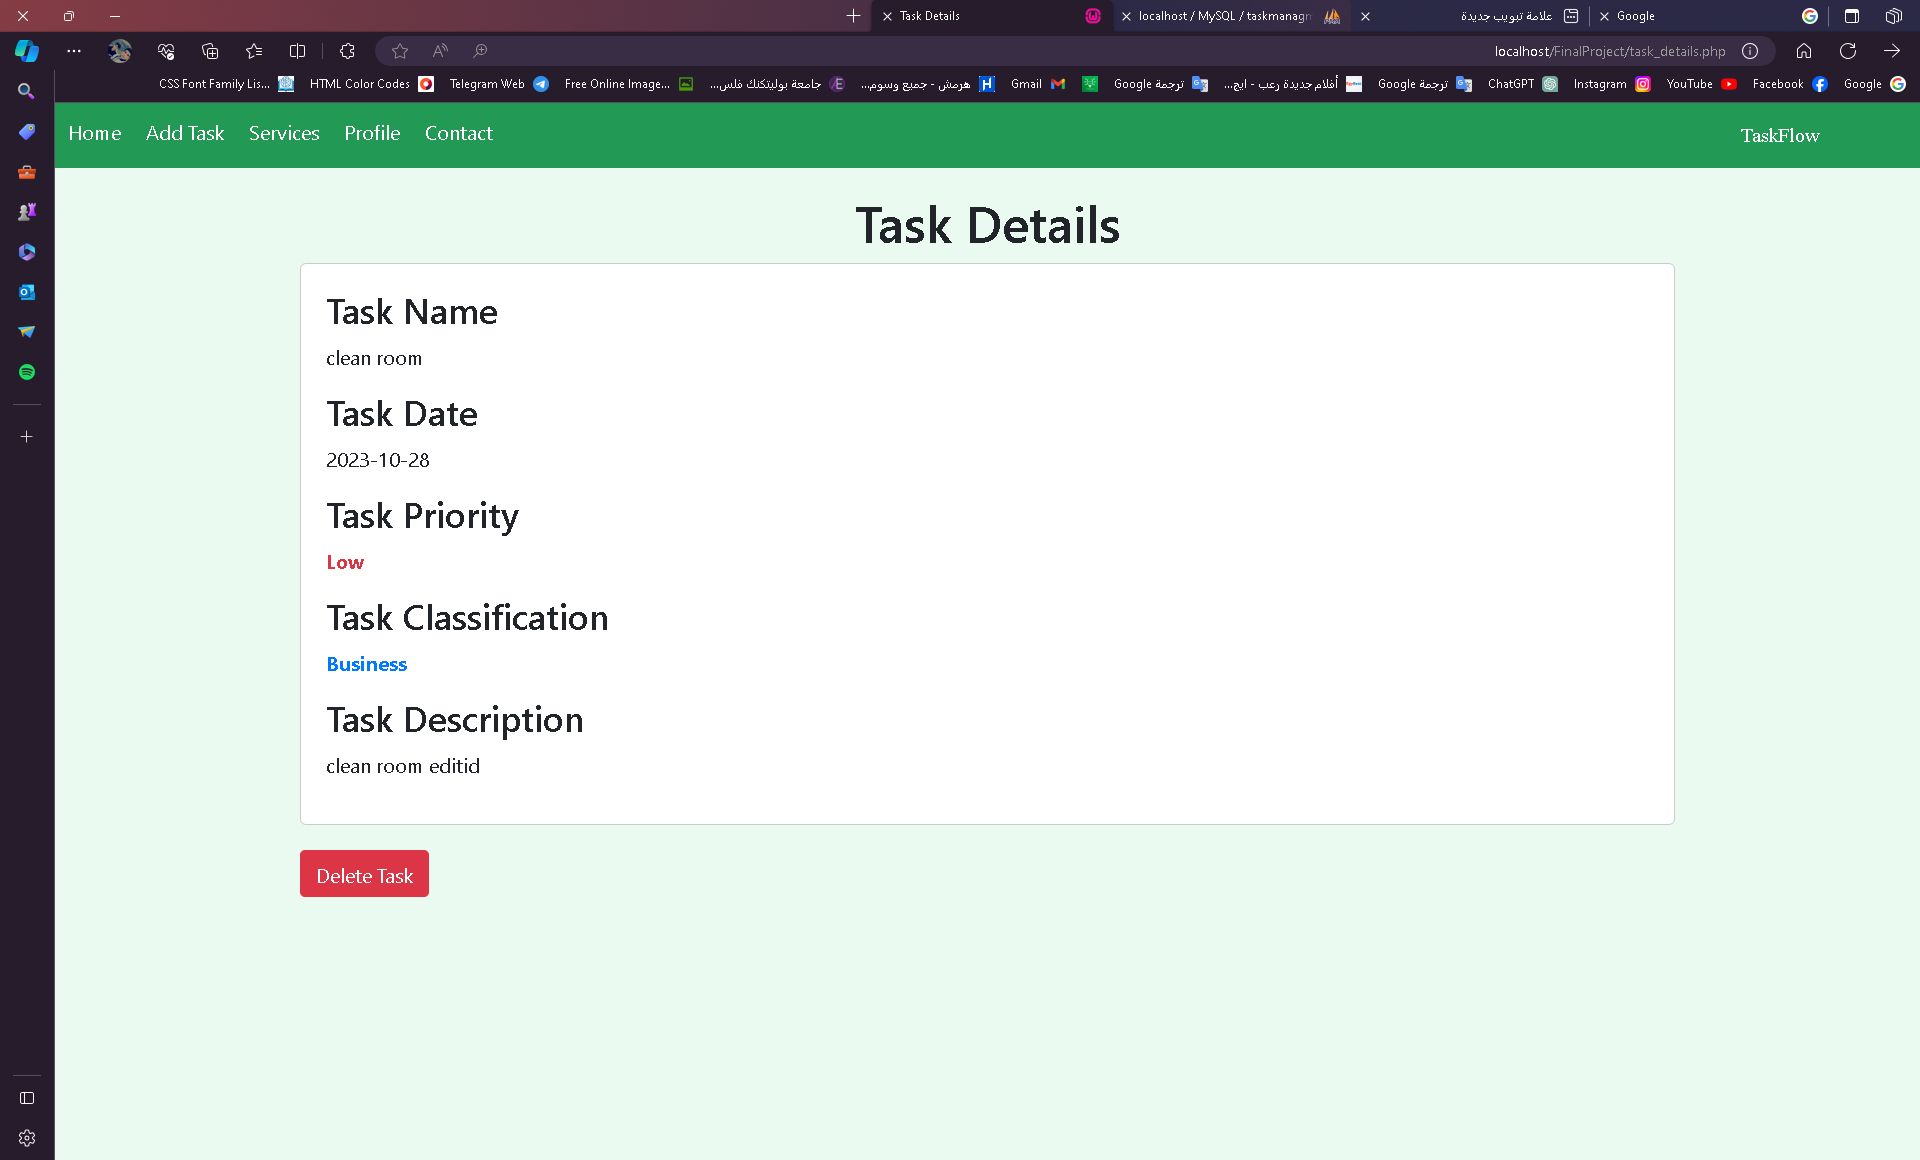 Task Details
localhost / MySQL / taskmanagm
علامة تبويب جديدة
Google
localhost/FinalProject/task_details.php
CSS Font Family Lis...
HTML Color Codes
Telegram Web
Free Online Image...
جامعة بوليتكنك فلس...
هرمش - جميع وسوم...
Gmail
ترجمة Google
أفلام جديدة رعب - ايج...
ترجمة Google
ChatGPT
Instagram
YouTube
Facebook
Google
Home
Add Task
Services
Profile
Contact
TaskFlow
Task Details
Task Name
clean room
Task Date
2023-10-28
Task Priority
Low
Task Classification
Business
Task Description
clean room editid
Delete Task